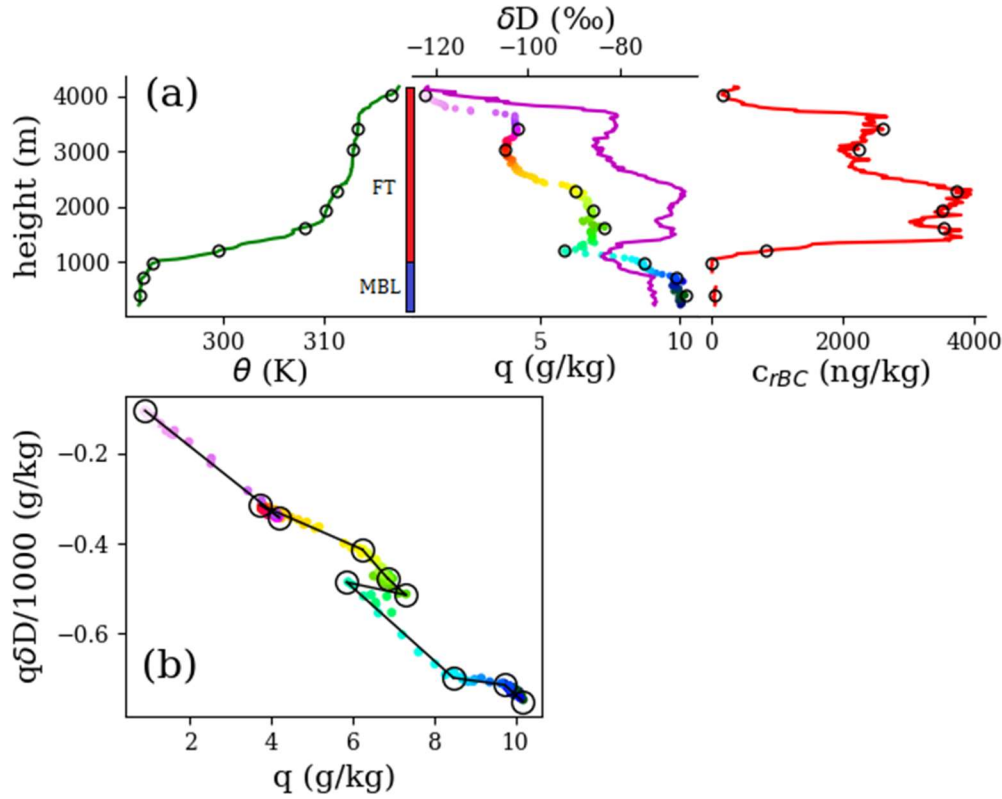 δD (‰)
−120 −100 −80
(a)
height (m)
4000
3000
2000
1000
FT
MBL
300 310
5 10
0 2000 4000
θ (K)
q (g/kg)
c_rBC (ng/kg)
qδD/1000 (g/kg)
−0.2
−0.4
−0.6
(b)
2 4 6 8 10
q (g/kg)